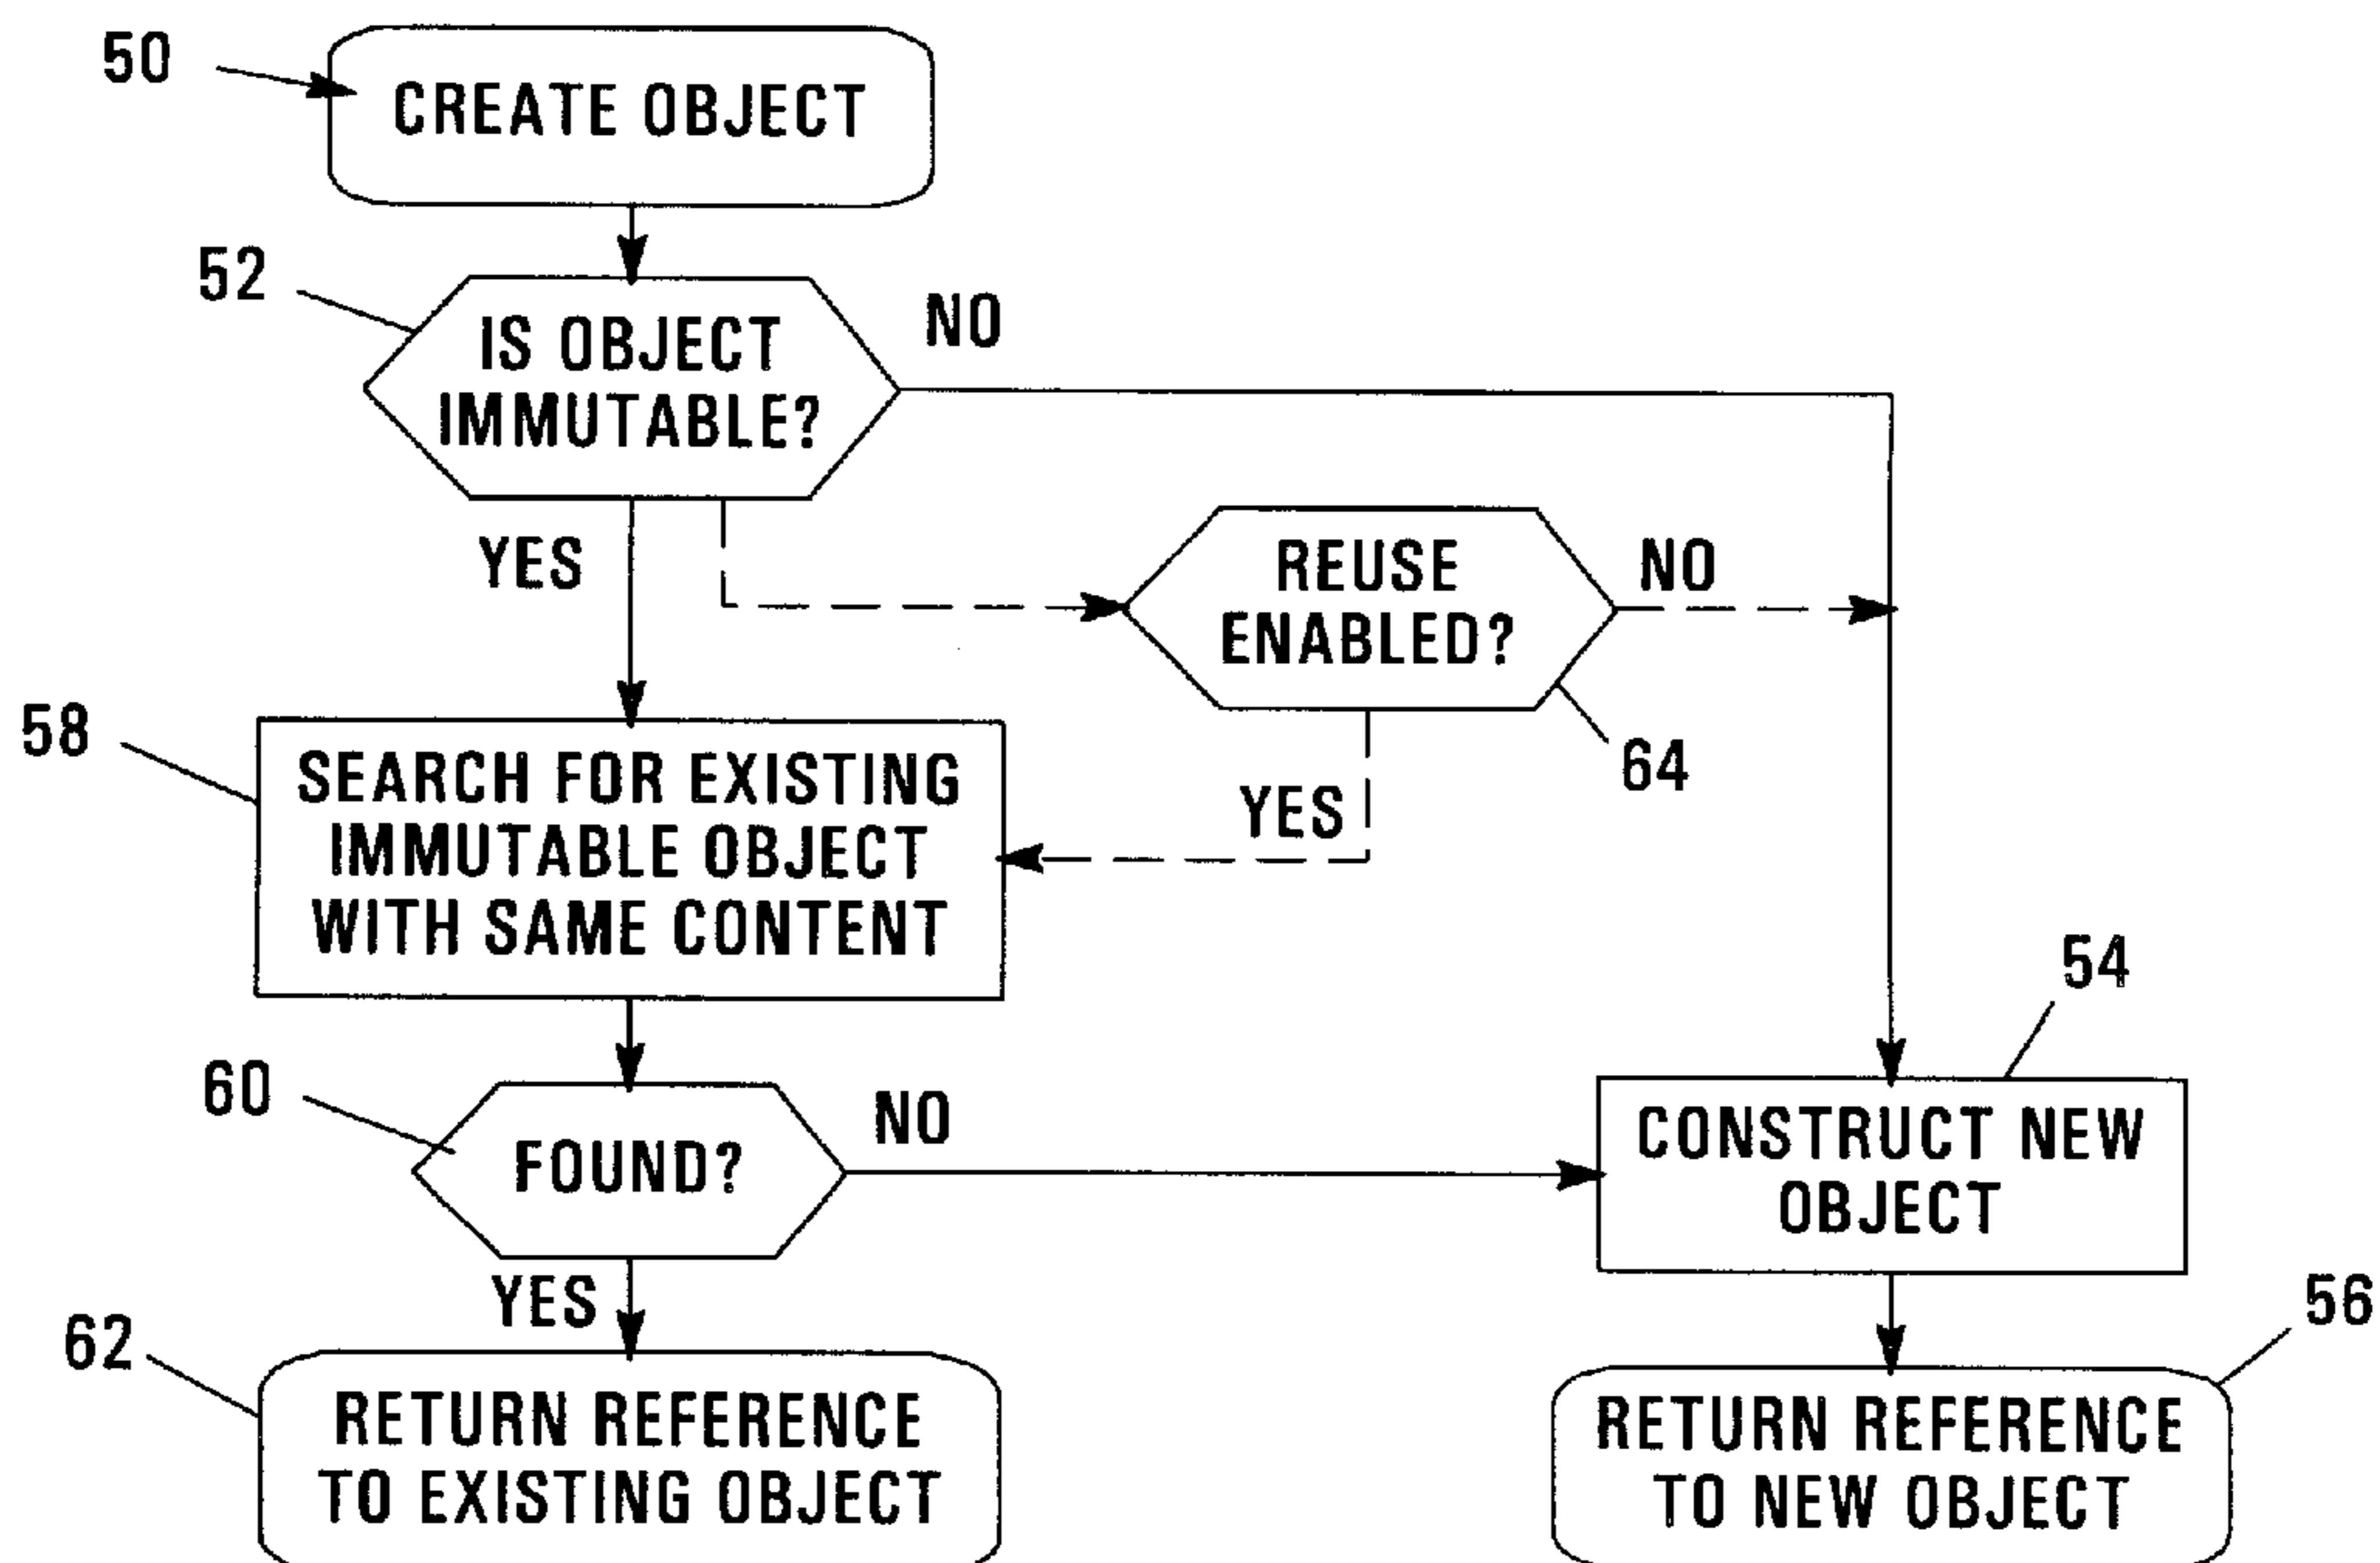 50
CREATE OBJECT
52
IS OBJECT
IMMUTABLE?
NO
YES
REUSE
ENABLED?
NO
64
YES
58
SEARCH FOR EXISTING
IMMUTABLE OBJECT
WITH SAME CONTENT
54
60
FOUND?
NO
CONSTRUCT NEW
OBJECT
YES
56
62
RETURN REFERENCE
TO EXISTING OBJECT
RETURN REFERENCE
TO NEW OBJECT